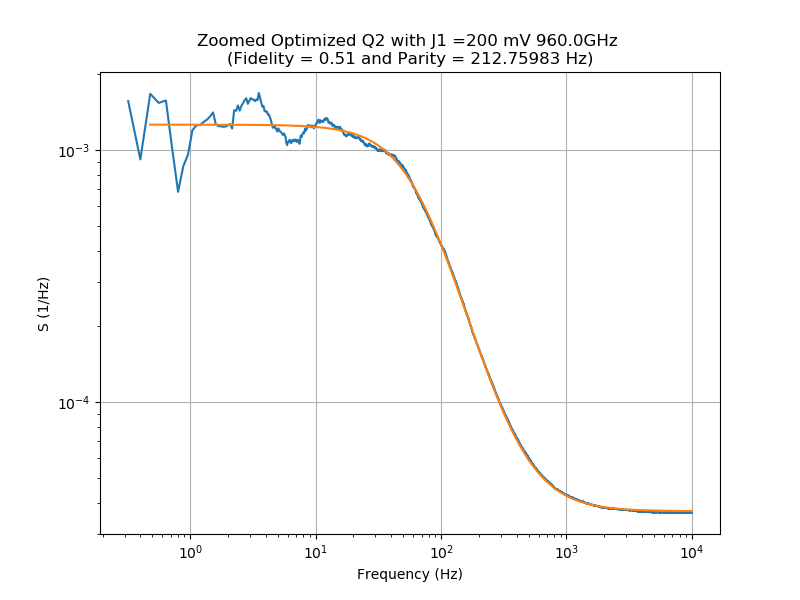 Zoomed Optimized Q2 with J1 =200 mV 960.0GHz
(Fidelity = 0.51 and Parity = 212.75983 Hz)
S (1/Hz)
10⁻³
10⁻⁴
10⁰ 10¹ 10² 10³ 10⁴
Frequency (Hz)